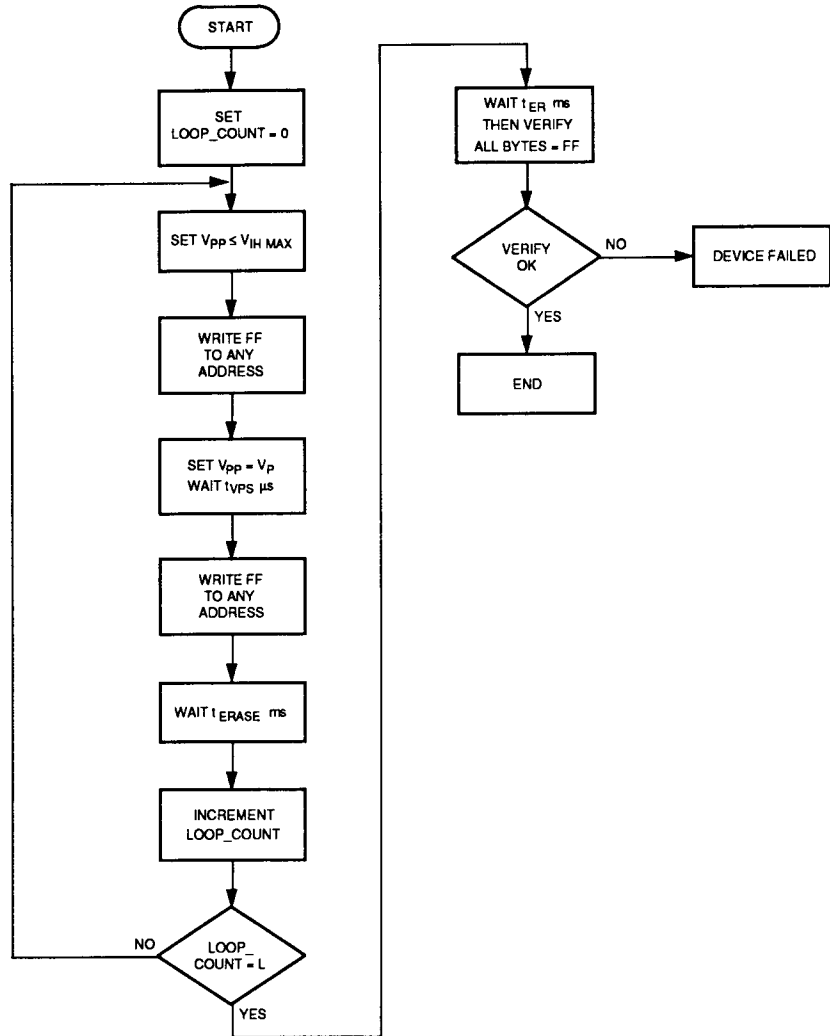 START
SET
LOOP_COUNT = 0
SET VPP ≤ VIH MAX
WRITE FF
TO ANY
ADDRESS
SET VPP = VP
WAIT tVPS μs
WRITE FF
TO ANY
ADDRESS
WAIT tERASE ms
INCREMENT
LOOP_COUNT
LOOP_
COUNT = L
NO
YES
WAIT tER ms
THEN VERIFY
ALL BYTES = FF
VERIFY
OK
NO
DEVICE FAILED
YES
END